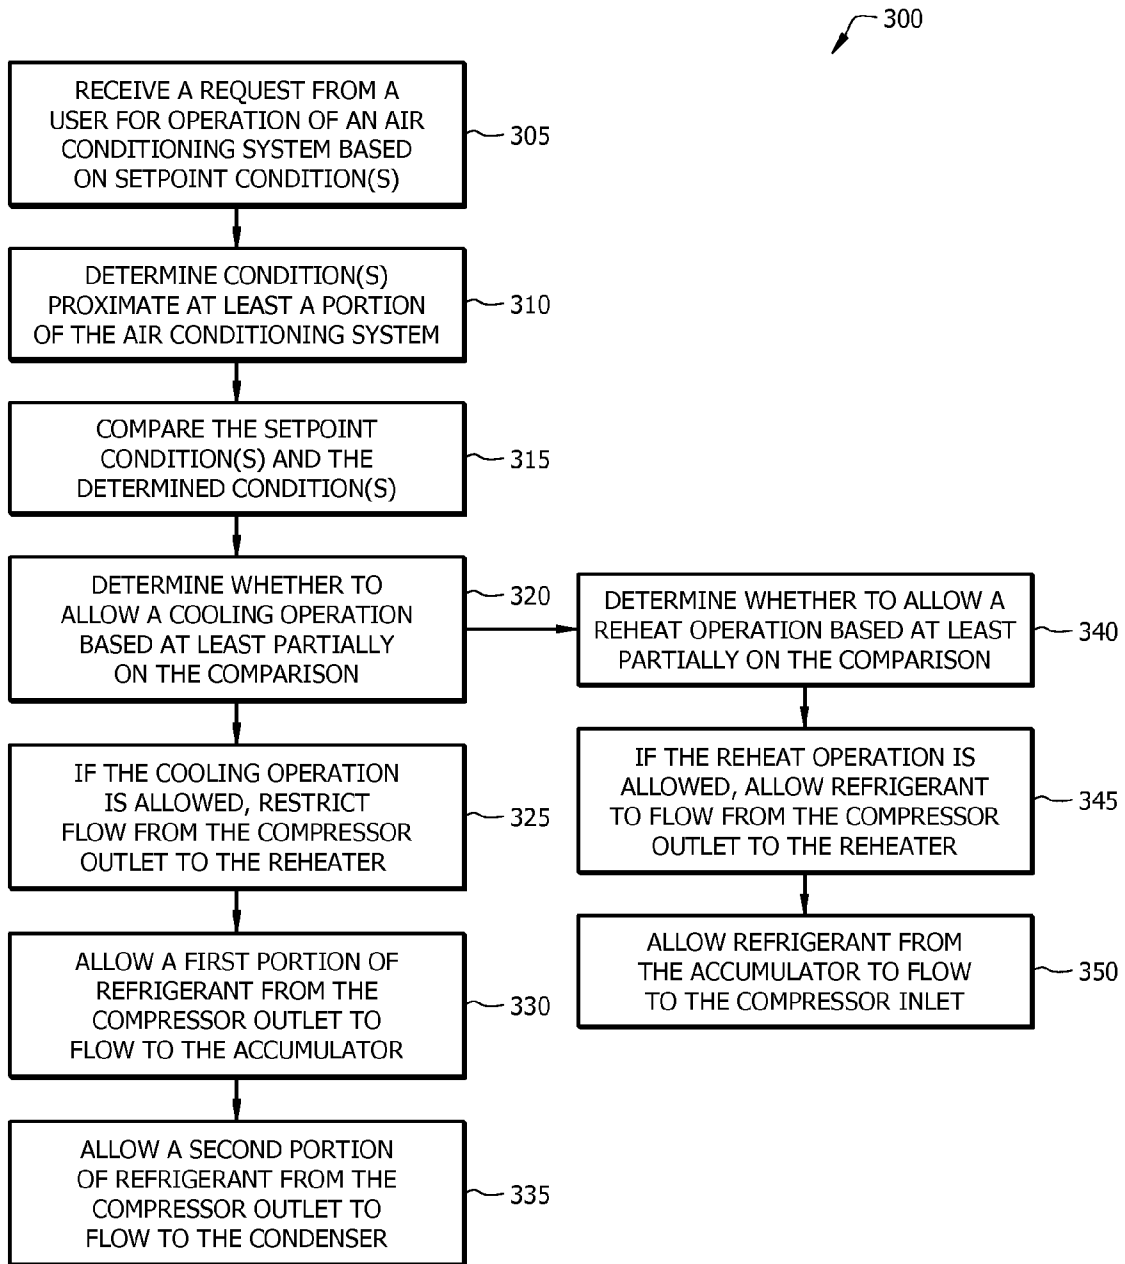 300
RECEIVE A REQUEST FROM A
USER FOR OPERATION OF AN AIR
CONDITIONING SYSTEM BASED
ON SETPOINT CONDITION(S)
305
DETERMINE CONDITION(S)
PROXIMATE AT LEAST A PORTION
OF THE AIR CONDITIONING SYSTEM
310
COMPARE THE SETPOINT
CONDITION(S) AND THE
DETERMINED CONDITION(S)
315
DETERMINE WHETHER TO
ALLOW A COOLING OPERATION
BASED AT LEAST PARTIALLY
ON THE COMPARISON
320
IF THE COOLING OPERATION
IS ALLOWED, RESTRICT
FLOW FROM THE COMPRESSOR
OUTLET TO THE REHEATER
325
ALLOW A FIRST PORTION OF
REFRIGERANT FROM THE
COMPRESSOR OUTLET TO
FLOW TO THE ACCUMULATOR
330
ALLOW A SECOND PORTION
OF REFRIGERANT FROM THE
COMPRESSOR OUTLET TO
FLOW TO THE CONDENSER
335
DETERMINE WHETHER TO ALLOW A
REHEAT OPERATION BASED AT LEAST
PARTIALLY ON THE COMPARISON
340
IF THE REHEAT OPERATION IS
ALLOWED, ALLOW REFRIGERANT
TO FLOW FROM THE COMPRESSOR
OUTLET TO THE REHEATER
345
ALLOW REFRIGERANT FROM
THE ACCUMULATOR TO FLOW
TO THE COMPRESSOR INLET
350